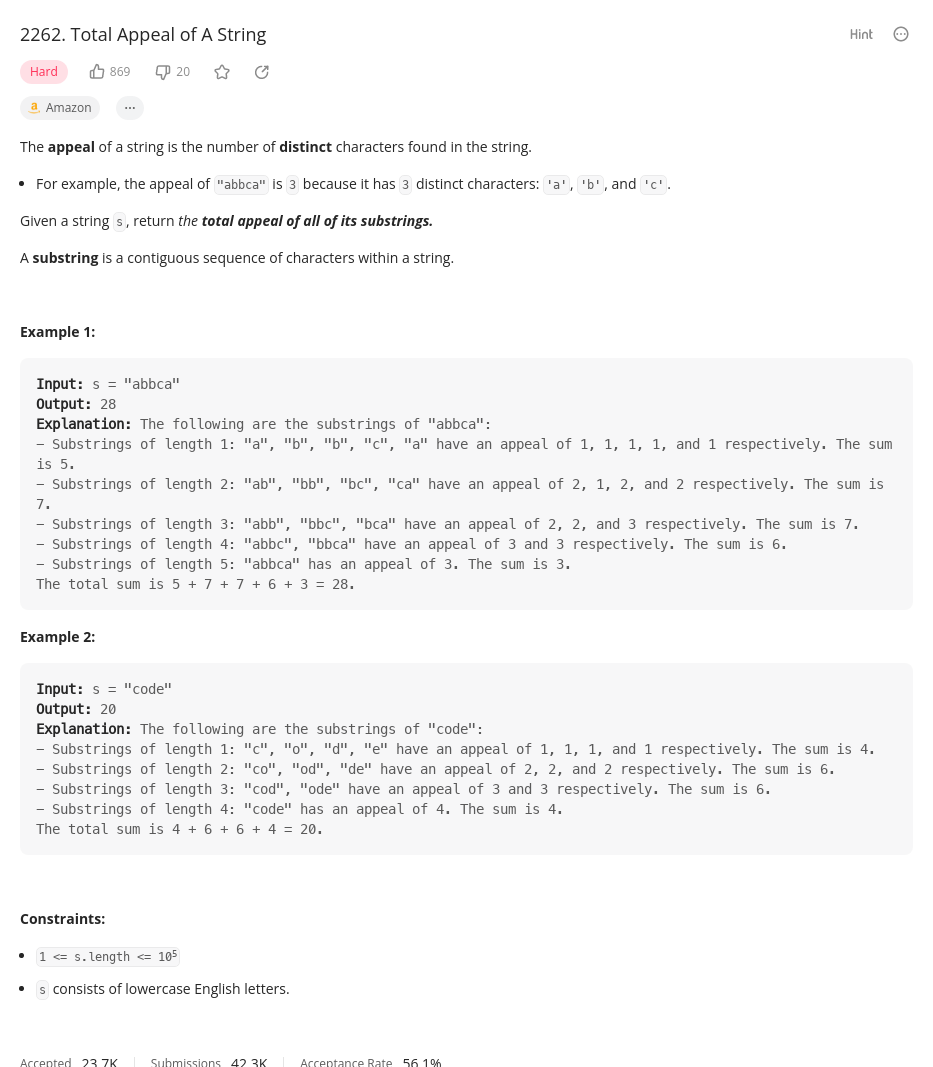 2262. Total Appeal of A String
Hint
Hard
869
20
a Amazon
...
The appeal of a string is the number of distinct characters found in the string.
• For example, the appeal of "abbca" is 3 because it has 3 distinct characters: 'a', 'b', and 'c'.
Given a string s, return the total appeal of all of its substrings.
A substring is a contiguous sequence of characters within a string.
Example 1:
Input: s = "abbca"
Output: 28
Explanation: The following are the substrings of "abbca":
– Substrings of length 1: "a", "b", "b", "c", "a" have an appeal of 1, 1, 1, 1, and 1 respectively. The sum
is 5.
– Substrings of length 2: "ab", "bb", "bc", "ca" have an appeal of 2, 1, 2, and 2 respectively. The sum is
7.
– Substrings of length 3: "abb", "bbc", "bca" have an appeal of 2, 2, and 3 respectively. The sum is 7.
– Substrings of length 4: "abbc", "bbca" have an appeal of 3 and 3 respectively. The sum is 6.
– Substrings of length 5: "abbca" has an appeal of 3. The sum is 3.
The total sum is 5 + 7 + 7 + 6 + 3 = 28.
Example 2:
Input: s = "code"
Output: 20
Explanation: The following are the substrings of "code":
– Substrings of length 1: "c", "o", "d", "e" have an appeal of 1, 1, 1, and 1 respectively. The sum is 4.
– Substrings of length 2: "co", "od", "de" have an appeal of 2, 2, and 2 respectively. The sum is 6.
– Substrings of length 3: "cod", "ode" have an appeal of 3 and 3 respectively. The sum is 6.
– Substrings of length 4: "code" has an appeal of 4. The sum is 4.
The total sum is 4 + 6 + 6 + 4 = 20.
Constraints:
• 1 <= s.length <= 10⁵
• s consists of lowercase English letters.
Accepted 23.7K Submissions 42.3K Acceptance Rate 56.1%